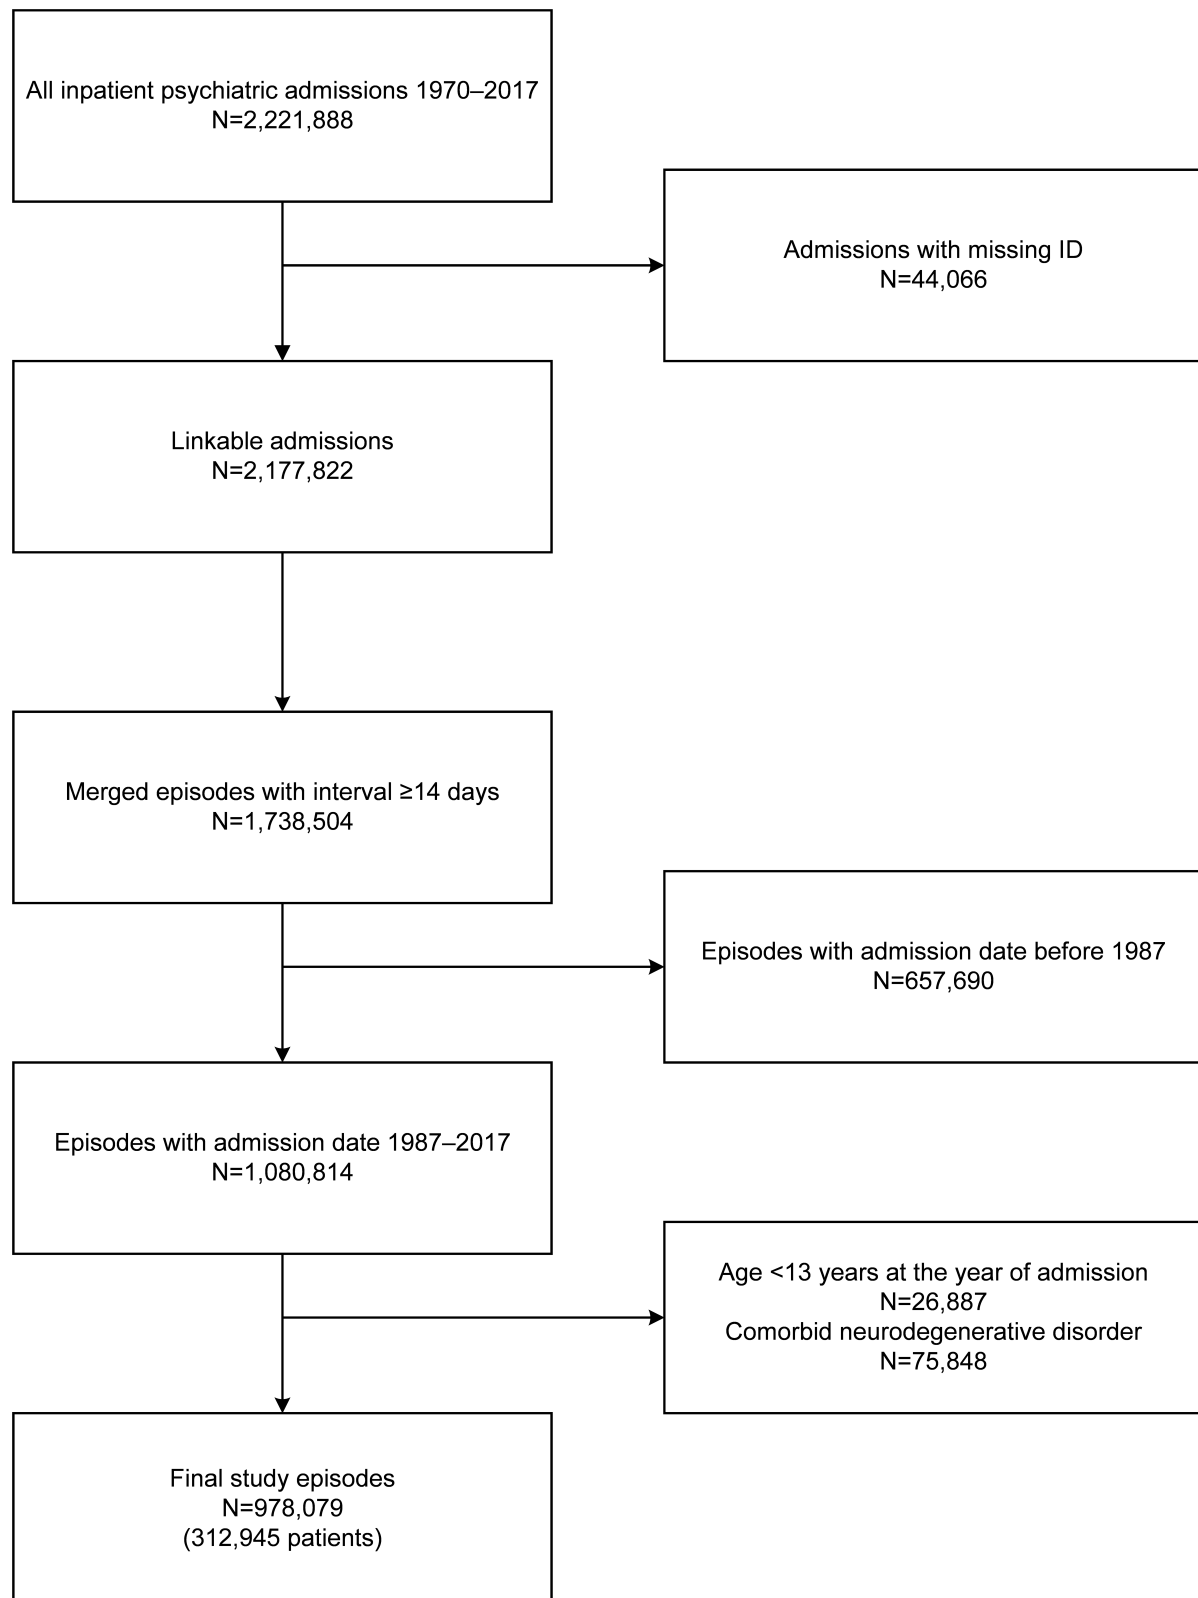 All inpatient psychiatric admissions 1970–2017
N=2,221,888
Admissions with missing ID
N=44,066
Linkable admissions
N=2,177,822
Merged episodes with interval ≥14 days
N=1,738,504
Episodes with admission date before 1987
N=657,690
Episodes with admission date 1987–2017
N=1,080,814
Age <13 years at the year of admission
N=26,887
Comorbid neurodegenerative disorder
N=75,848
Final study episodes
N=978,079
(312,945 patients)